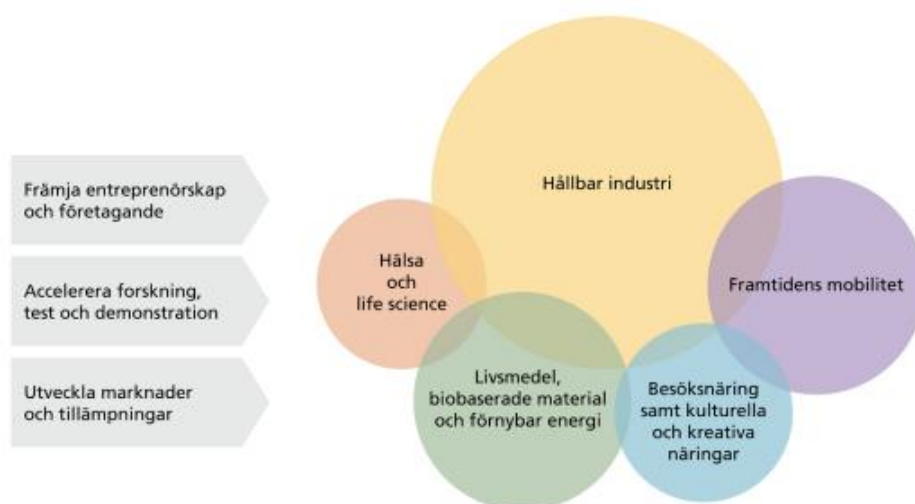 Främja entreprenörskap
och företagande
Accelerera forskning,
test och demonstration
Utveckla marknader
och tillämpningar
Hållbar industri
Hälsa
och
life science
Framtidens mobilitet
Livsmedel,
biobaserade material
och förnybar energi
Besöksnäring
samt kulturella
och kreativa
näringar